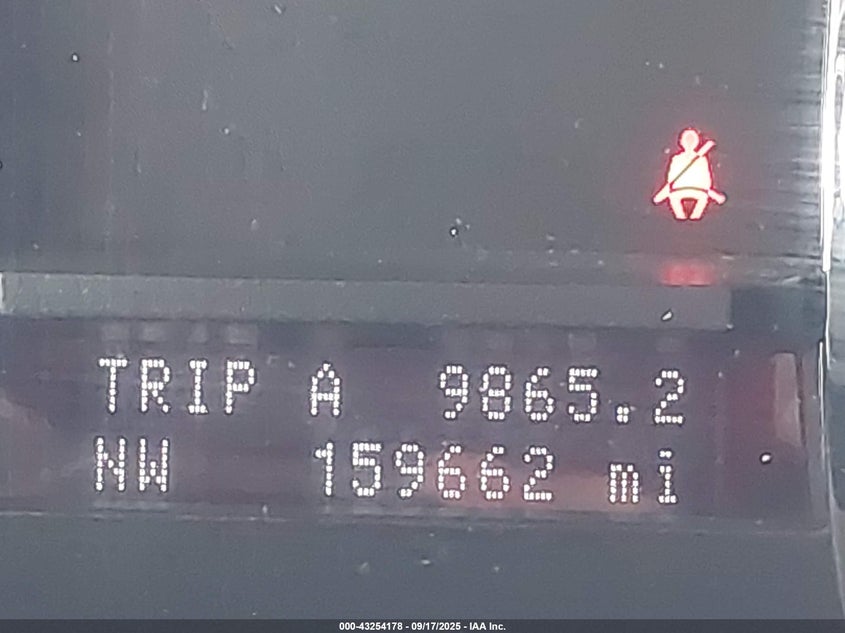 TRIP A 9865.2
NW 159662 mi
000-43254178 - 09/17/2025 - IAA Inc.